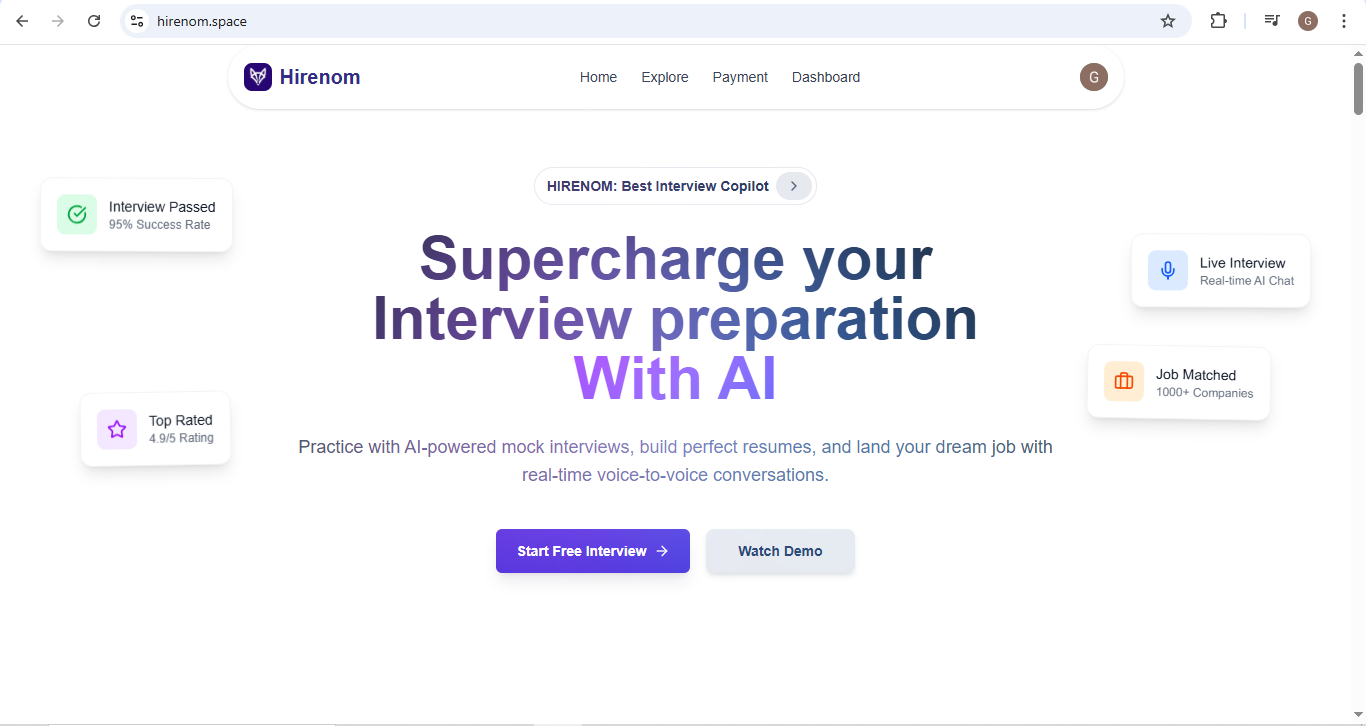 hirenom.space
G
Hirenom
Home Explore Payment Dashboard
G
HIRENOM: Best Interview Copilot
Interview Passed
95% Success Rate
Supercharge your
Interview preparation
With AI
Live Interview
Real-time AI Chat
Job Matched
1000+ Companies
Top Rated
4.9/5 Rating
Practice with AI-powered mock interviews, build perfect resumes, and land your dream job with
real-time voice-to-voice conversations.
Start Free Interview
Watch Demo